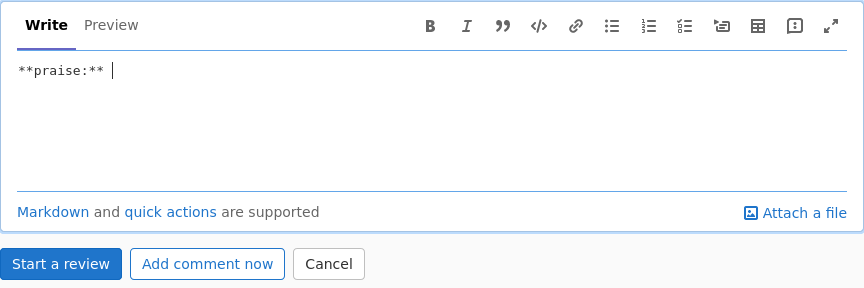 Write Preview
**praise:**
Markdown and quick actions are supported Attach a file
Start a review Add comment now Cancel